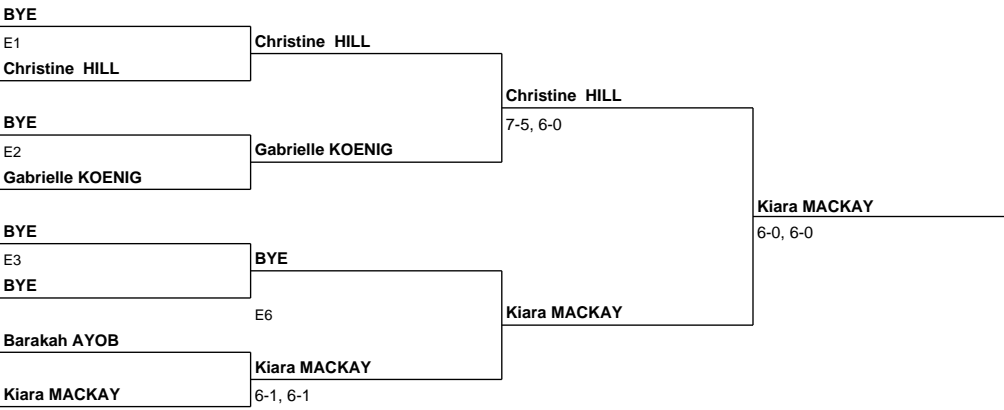 BYE
E1
Christine HILL
Christine HILL
Christine HILL
7-5, 6-0
BYE
E2
Gabrielle KOENIG
Gabrielle KOENIG
Kiara MACKAY
6-0, 6-0
BYE
E3
BYE
BYE
E6
Kiara MACKAY
Barakah AYOB
Kiara MACKAY
Kiara MACKAY
6-1, 6-1